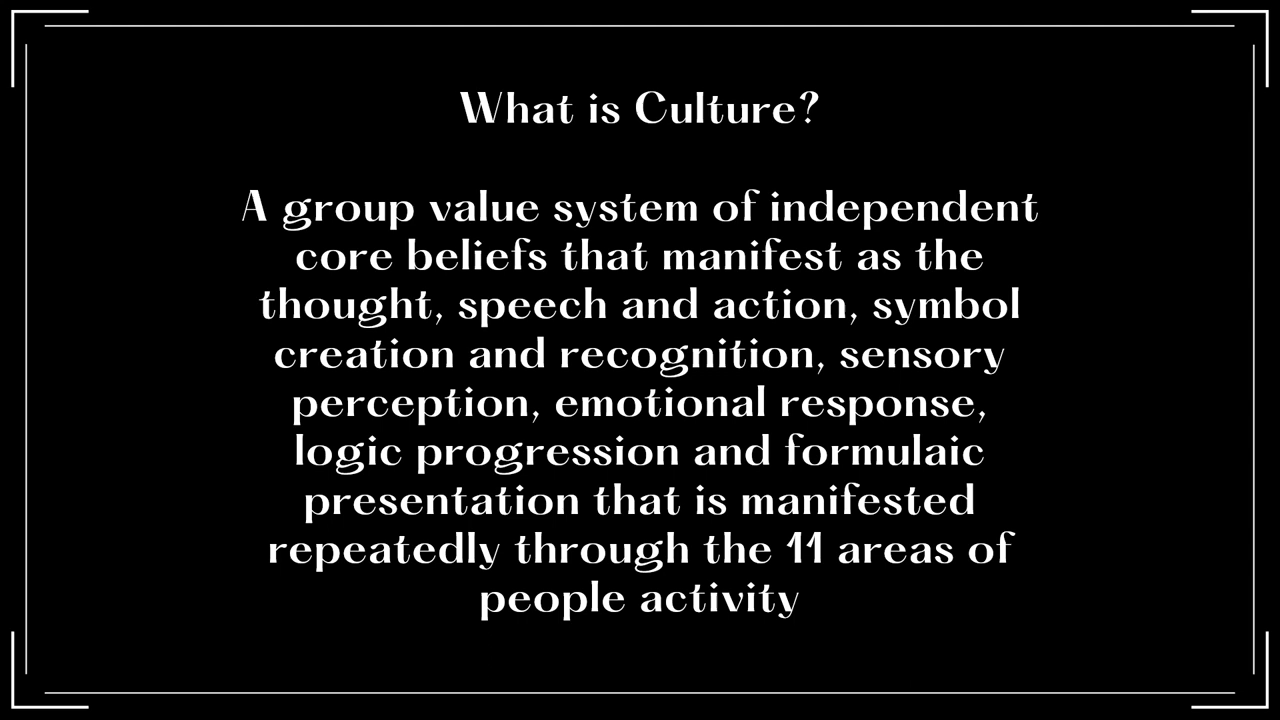 What is Culture?
A group value system of independent
core beliefs that manifest as the
thought, speech and action, symbol
creation and recognition, sensory
perception, emotional response,
logic progression and formulaic
presentation that is manifested
repeatedly through the 11 areas of
people activity